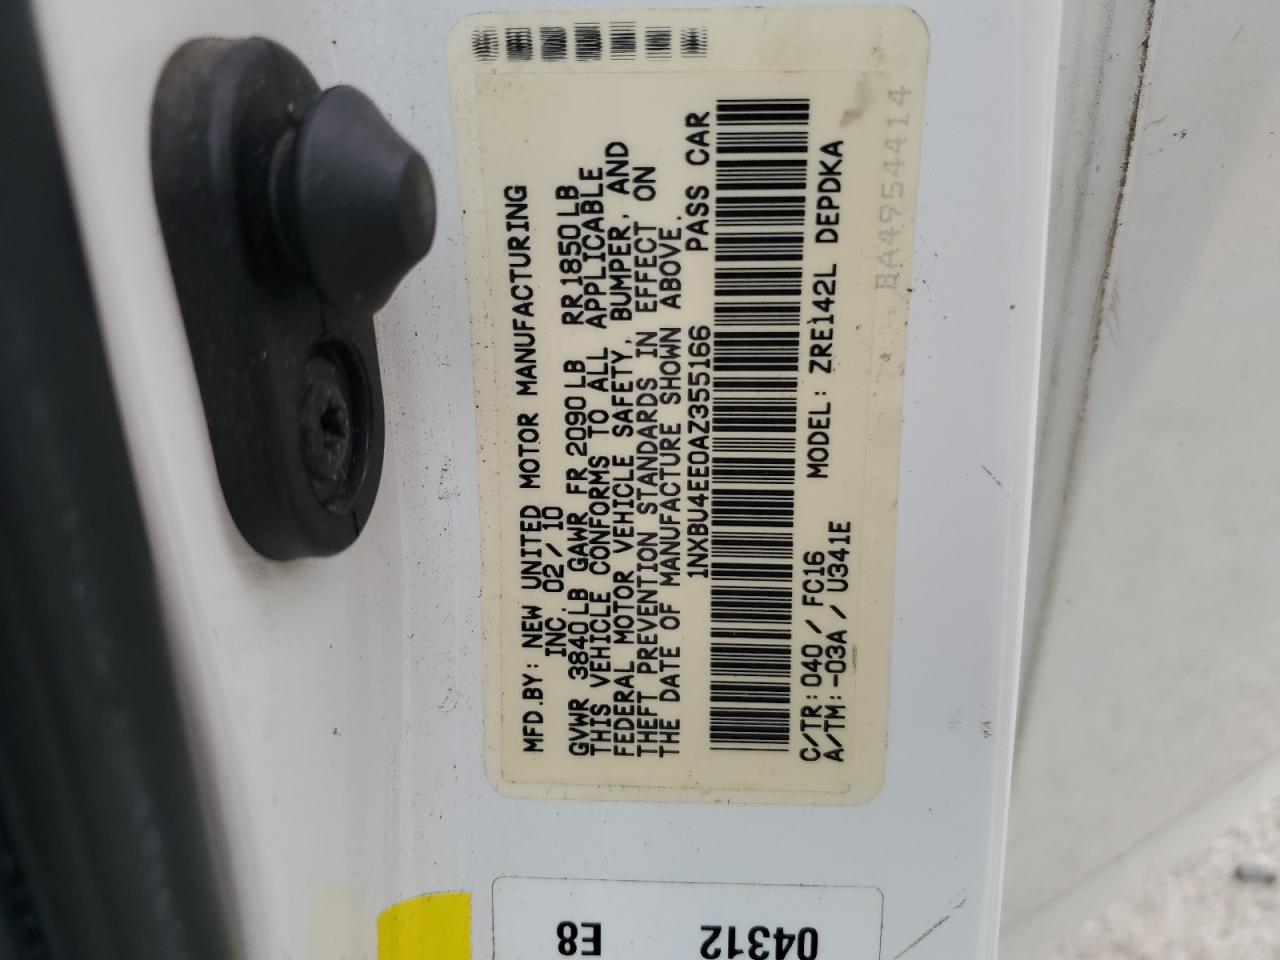 MFD.BY: NEW UNITED MOTOR MANUFACTURING
INC. 02/10
GVWR 3840LB GAWR FR 2090LB RR 1850LB
THIS VEHICLE CONFORMS TO ALL APPLICABLE
FEDERAL MOTOR VEHICLE SAFETY, BUMPER, AND
THEFT PREVENTION STANDARDS IN EFFECT ON
THE DATE OF MANUFACTURE SHOWN ABOVE.
1NXBU4EE0AZ355166 PASS CAR
C/TR: 040/FC16 MODEL: ZRE142L DEPDKA
A/TM: -03A/U341E
BA4954414
04312
E8